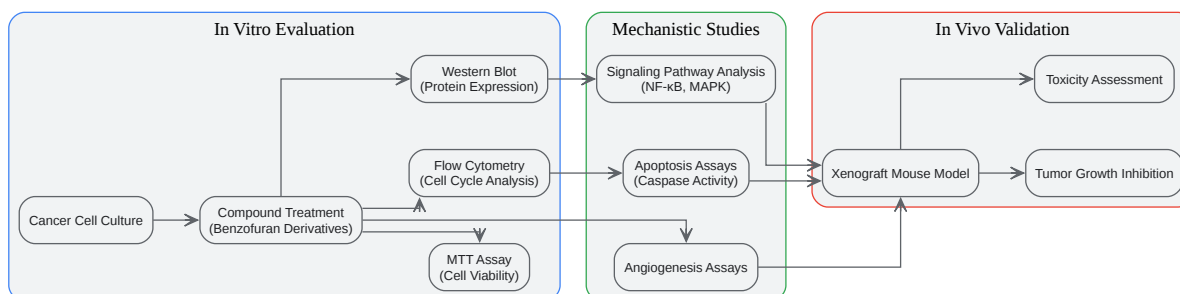 In Vitro Evaluation
Mechanistic Studies
In Vivo Validation
Western Blot
(Protein Expression)
Signaling Pathway Analysis
(NF-κB, MAPK)
Toxicity Assessment
Flow Cytometry
(Cell Cycle Analysis)
Apoptosis Assays
(Caspase Activity)
Xenograft Mouse Model
Tumor Growth Inhibition
Cancer Cell Culture
Compound Treatment
(Benzofuran Derivatives)
MTT Assay
(Cell Viability)
Angiogenesis Assays